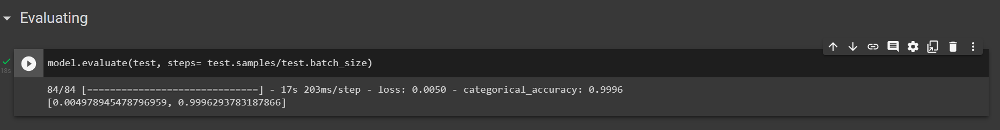 Evaluating
18s
model.evaluate(test, steps= test.samples/test.batch_size)
84/84 [==============================] - 17s 203ms/step - loss: 0.0050 - categorical_accuracy: 0.9996
[0.004978945478796959, 0.9996293783187866]